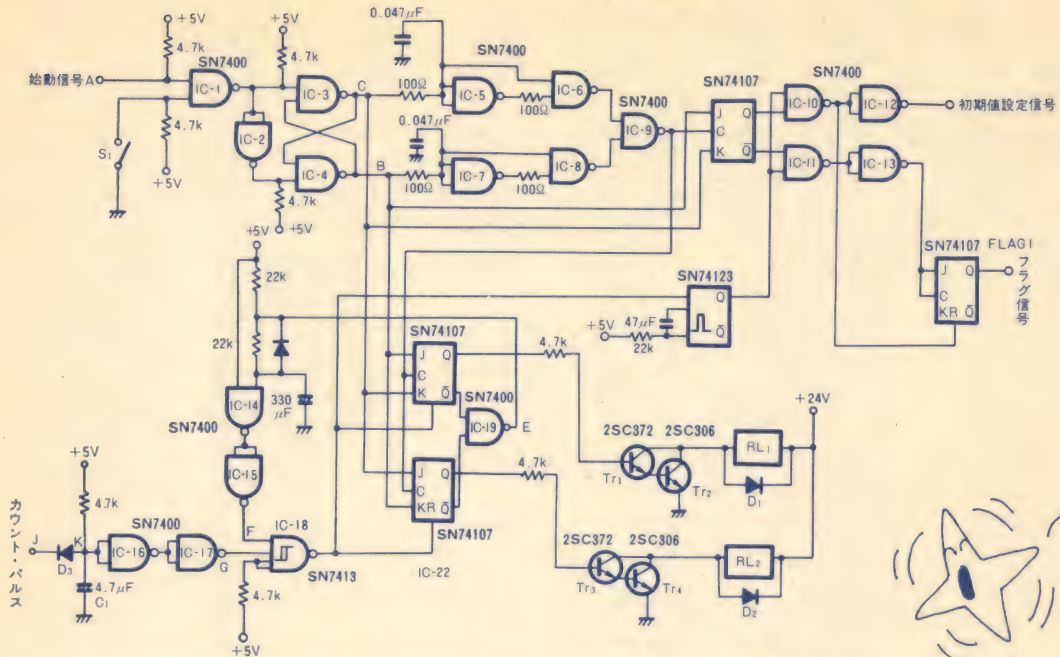 +5V
4.7k
始動信号A
SN7400
IC-1
4.7k
S1
+5V
IC-2
+5V
4.7k
IC-3
IC-4
4.7k
+5V
C
B
0.047μF
100Ω
0.047μF
100Ω
SN7400
IC-5
100Ω
IC-6
IC-7
100Ω
IC-8
SN7400
IC-9
SN74107
J Q
C
K Q̅
SN7400
IC-10
IC-12
初期値設定信号
IC-11
IC-13
SN74107
FLAG1
J Q
C
KR Q̅
フラグ信号
+5V
22k
22k
330
μF
IC-14
SN7400
IC-15
F
SN74123
Q
Q̅
+5V
47μF
22k
SN74107
J Q
C
K Q̅
SN7400
IC-19
E
J Q
C
KR Q̅
SN74107
IC-22
4.7k
4.7k
+24V
2SC372
2SC306
Tr1
Tr2
RL1
D1
2SC372
2SC306
Tr3
Tr4
RL2
D2
カウント・パルス
J
D3
K
+5V
4.7k
4.7μF
C1
SN7400
IC-16
IC-17
G
IC-18
SN7413
4.7k
+5V